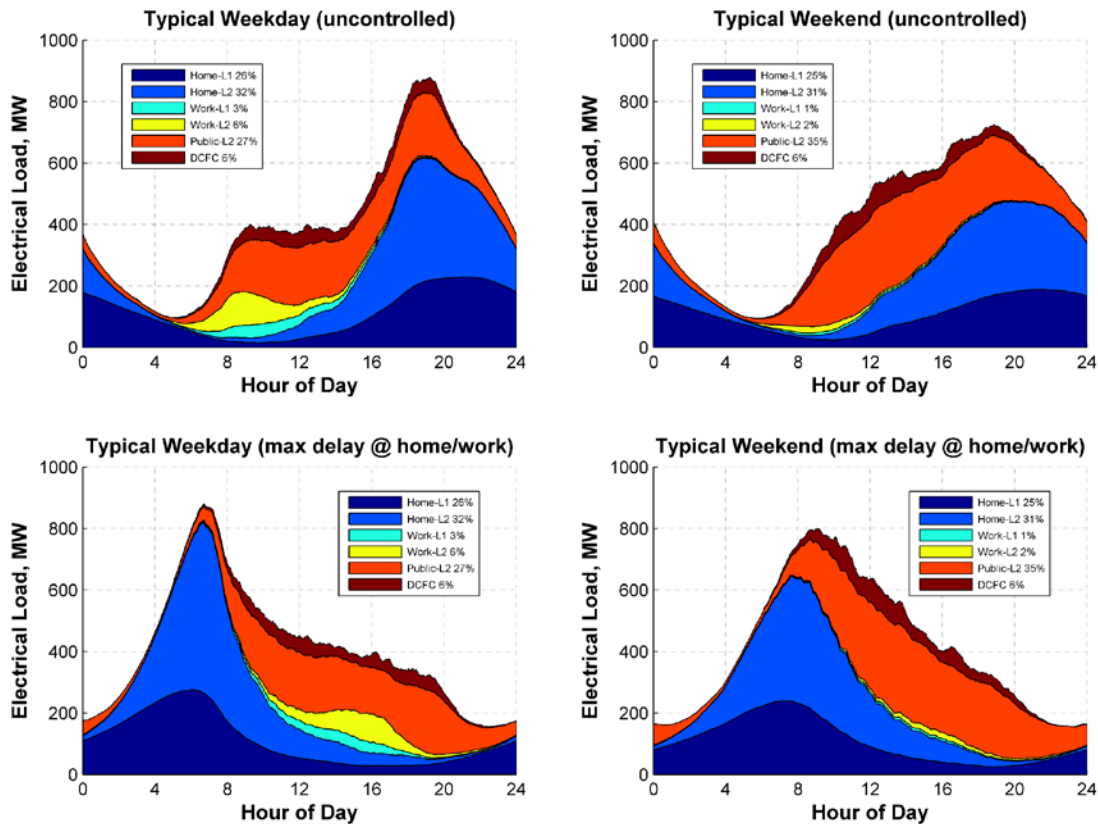 Typical Weekday (uncontrolled)
1000
800
600
400
200
0
Electrical Load, MW
Home-L1 26%
Home-L2 32%
Work-L1 3%
Work-L2 6%
Public-L2 27%
DCFC 6%
0 4 8 12 16 20 24
Hour of Day
Typical Weekend (uncontrolled)
1000
800
600
400
200
0
Electrical Load, MW
Home-L1 25%
Home-L2 31%
Work-L1 1%
Work-L2 2%
Public-L2 35%
DCFC 6%
0 4 8 12 16 20 24
Hour of Day
Typical Weekday (max delay @ home/work)
1000
800
600
400
200
0
Electrical Load, MW
Home-L1 26%
Home-L2 32%
Work-L1 3%
Work-L2 6%
Public-L2 27%
DCFC 6%
0 4 8 12 16 20 24
Hour of Day
Typical Weekend (max delay @ home/work)
1000
800
600
400
200
0
Electrical Load, MW
Home-L1 25%
Home-L2 31%
Work-L1 1%
Work-L2 2%
Public-L2 35%
DCFC 6%
0 4 8 12 16 20 24
Hour of Day